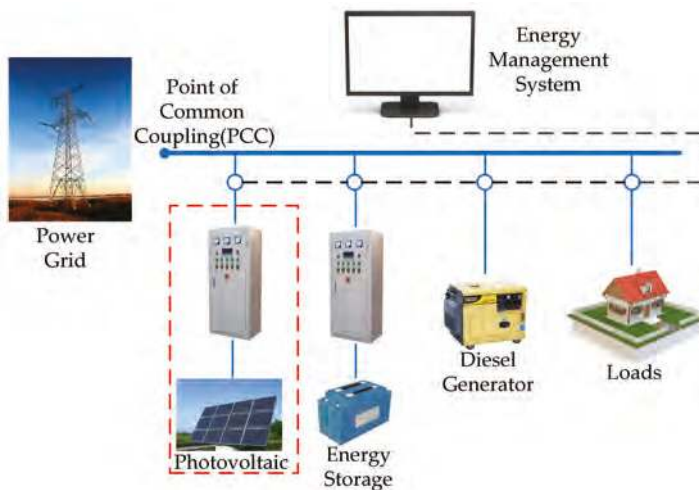 Energy
Management
System
Point of
Common
Coupling(PCC)
Power
Grid
Diesel
Generator
Loads
Photovoltaic
Energy
Storage